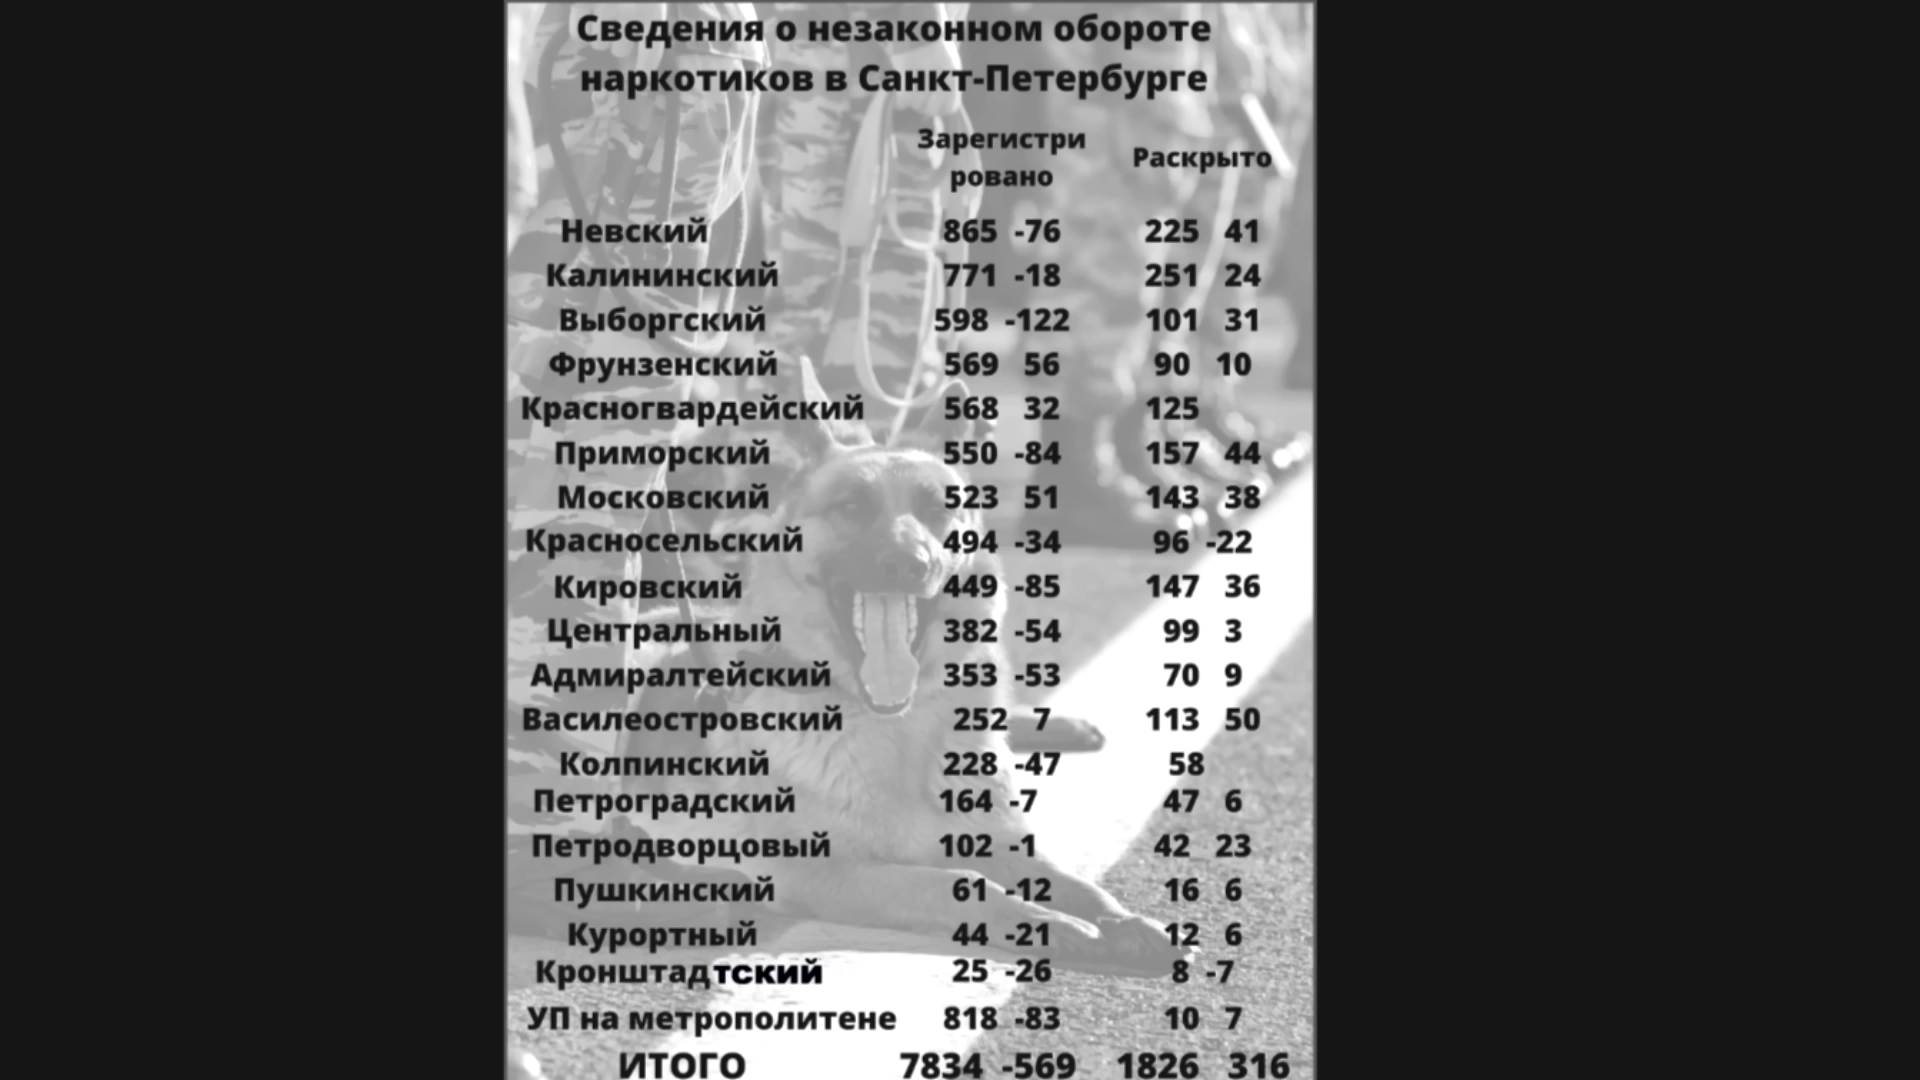 Сведения о незаконном обороте
наркотиков в Санкт-Петербурге
Зарегистри
ровано
Раскрыто
Невский 865 -76 225 41
Калининский 771 -18 251 24
Выборгский 598 -122 101 31
Фрунзенский 569 56 90 10
Красногвардейский 568 32 125
Приморский 550 -84 157 44
Московский 523 51 143 38
Красносельский 494 -34 96 -22
Кировский 449 -85 147 36
Центральный 382 -54 99 3
Адмиралтейский 353 -53 70 9
Василеостровский 252 7 113 50
Колпинский 228 -47 58
Петроградский 164 -7 47 6
Петродворцовый 102 -1 42 23
Пушкинский 61 -12 16 6
Курортный 44 -21 12 6
Кронштадтский 25 -26 8 -7
УП на метрополитене 818 -83 10 7
ИТОГО 7834 -569 1826 316